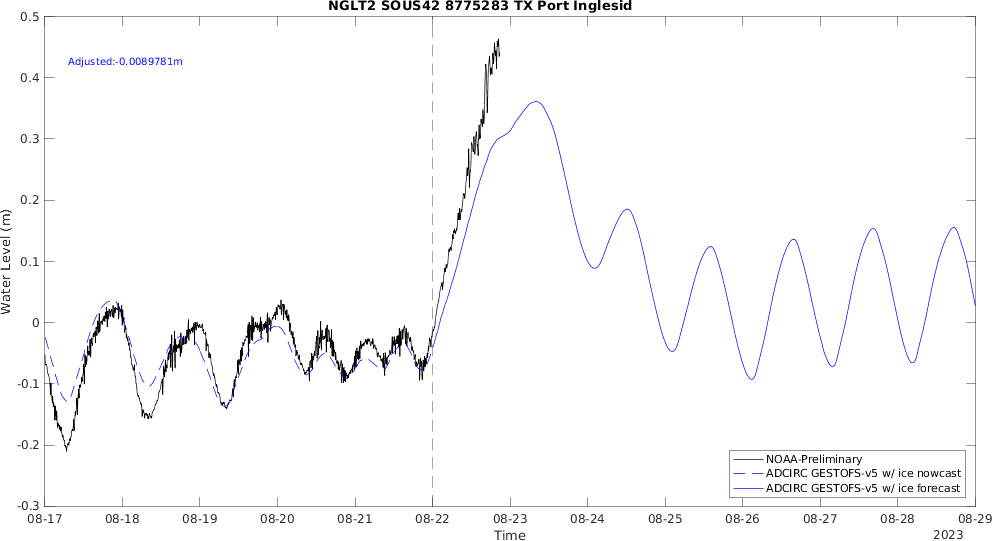 NGLT2 SOUS42 8775283 TX Port Inglesid
Adjusted:-0.0089781m
0.5
0.4
0.3
0.2
0.1
0
-0.1
-0.2
-0.3
Water Level (m)
NOAA-Preliminary
ADCIRC GESTOFS-v5 w/ ice nowcast
ADCIRC GESTOFS-v5 w/ ice forecast
08-17 08-18 08-19 08-20 08-21 08-22 08-23 08-24 08-25 08-26 08-27 08-28 08-29
Time
2023